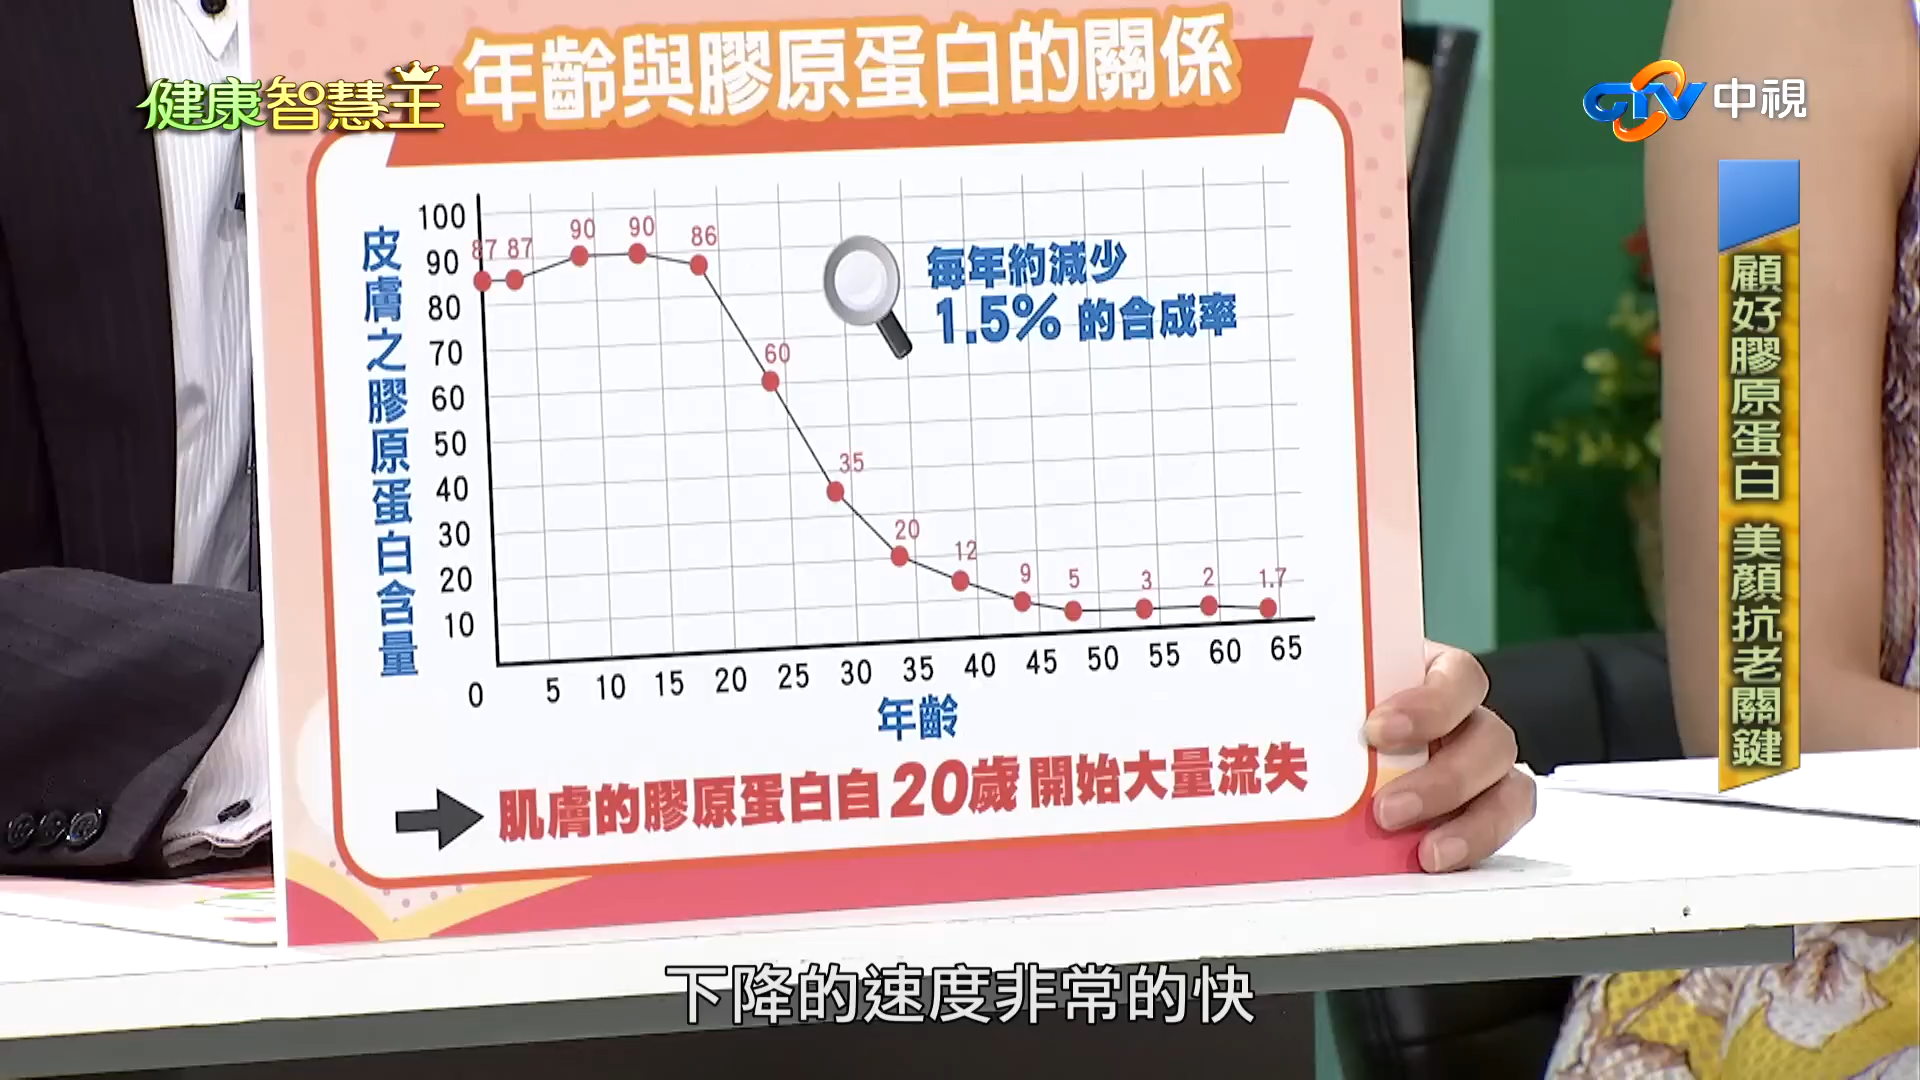 年齡與膠原蛋白的關係
健康智慧王
CTV中視
顧好膠原蛋白 美顏抗老關鍵
皮膚之膠原蛋白含量
100
90
80
70
60
50
40
30
20
10
87 87 90 90 86 60 35 20 12 9 5 3 2 1.7
每年約減少
1.5% 的合成率
0 5 10 15 20 25 30 35 40 45 50 55 60 65
年齡
肌膚的膠原蛋白自20歲開始大量流失
下降的速度非常的快